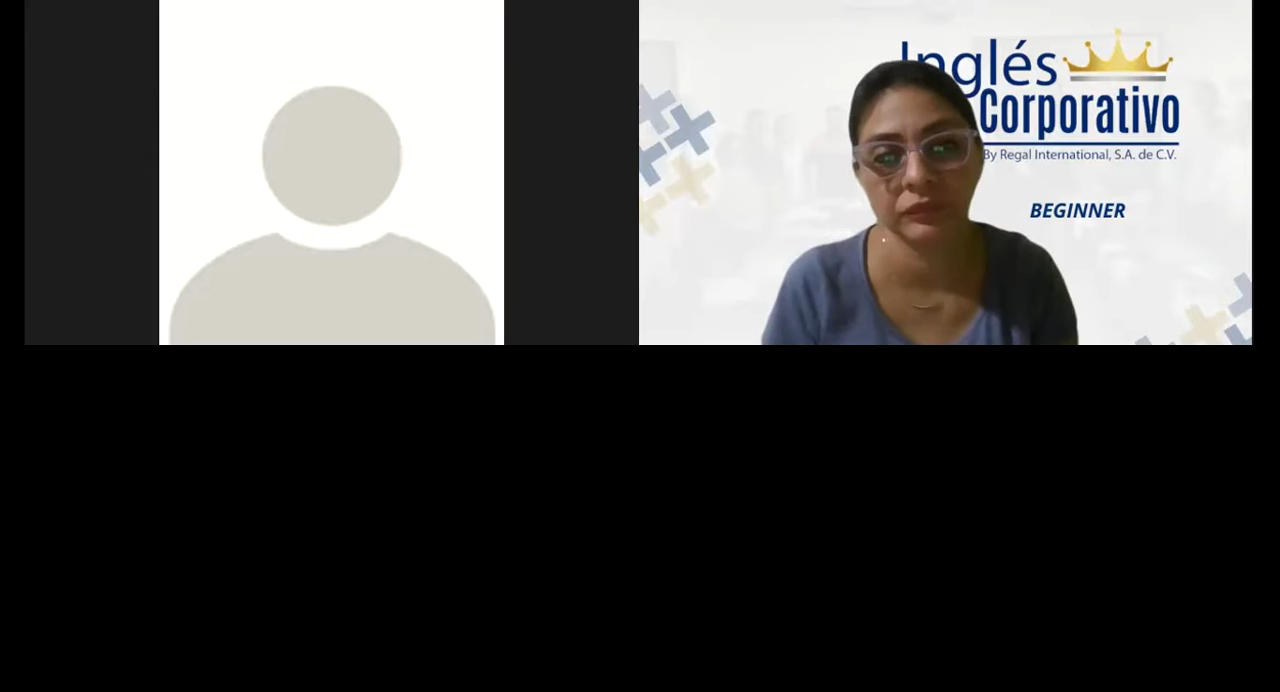 Inglés
Corporativo
By Regal International, S.A. de C.V.
BEGINNER